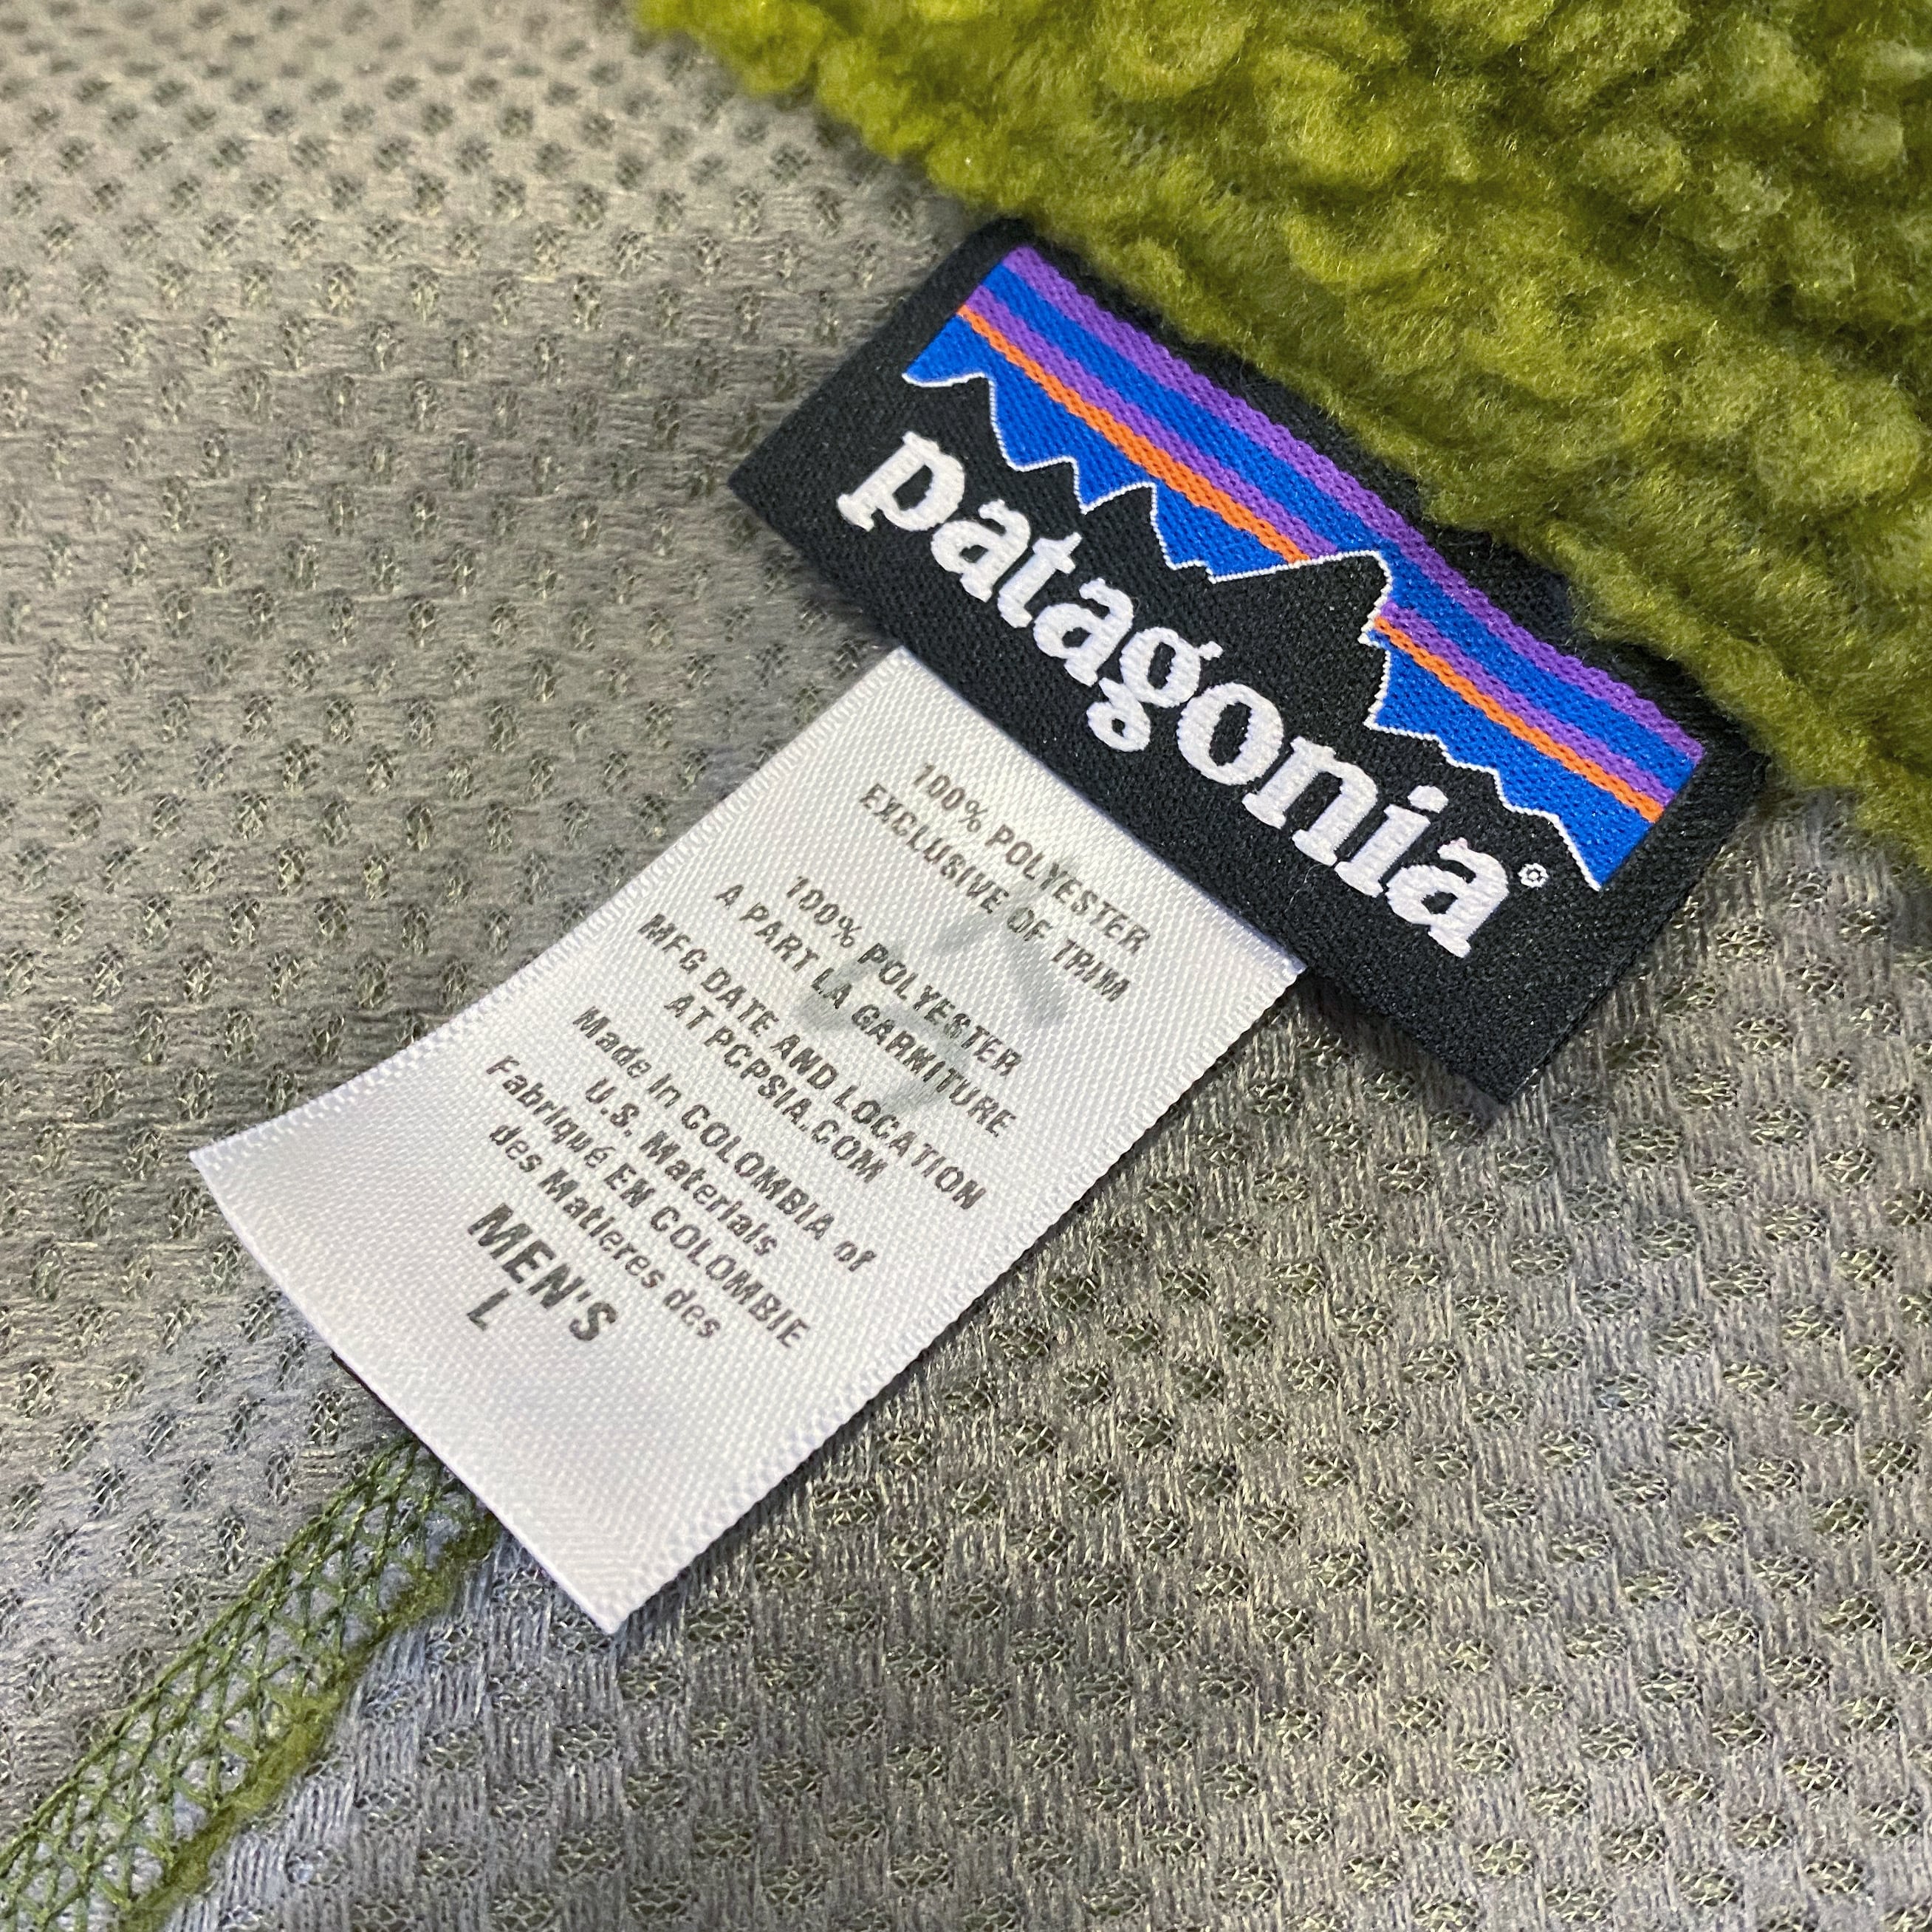 patagonia®
100% POLYESTER
EXCLUSIVE OF TRIM
100% POLYESTER
A PART LA GARNITURE
MFG DATE AND LOCATION
AT PCPSIA.COM
Made in COLOMBIA of
U.S. Materials
Fabriqué EN COLOMBIE
des Matieres des
MEN'S
L